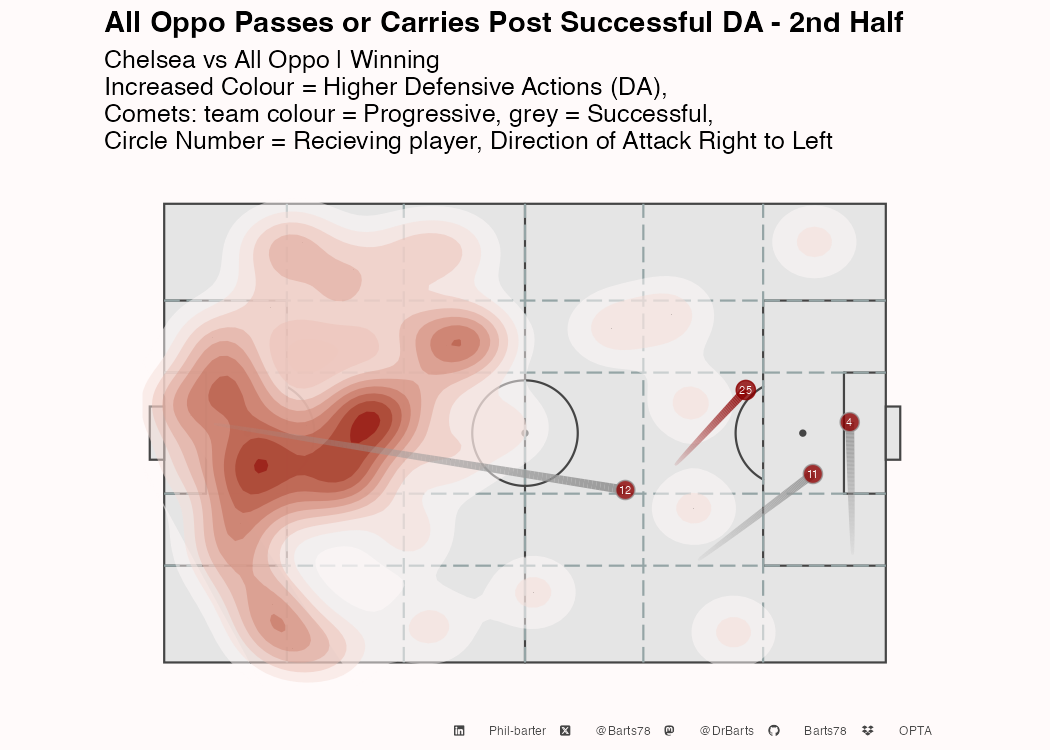 All Oppo Passes or Carries Post Successful DA - 2nd Half
Chelsea vs All Oppo | Winning
Increased Colour = Higher Defensive Actions (DA),
Comets: team colour = Progressive, grey = Successful,
Circle Number = Recieving player, Direction of Attack Right to Left
25
4
11
12
Phil-barter @Barts78 @DrBarts Barts78 OPTA